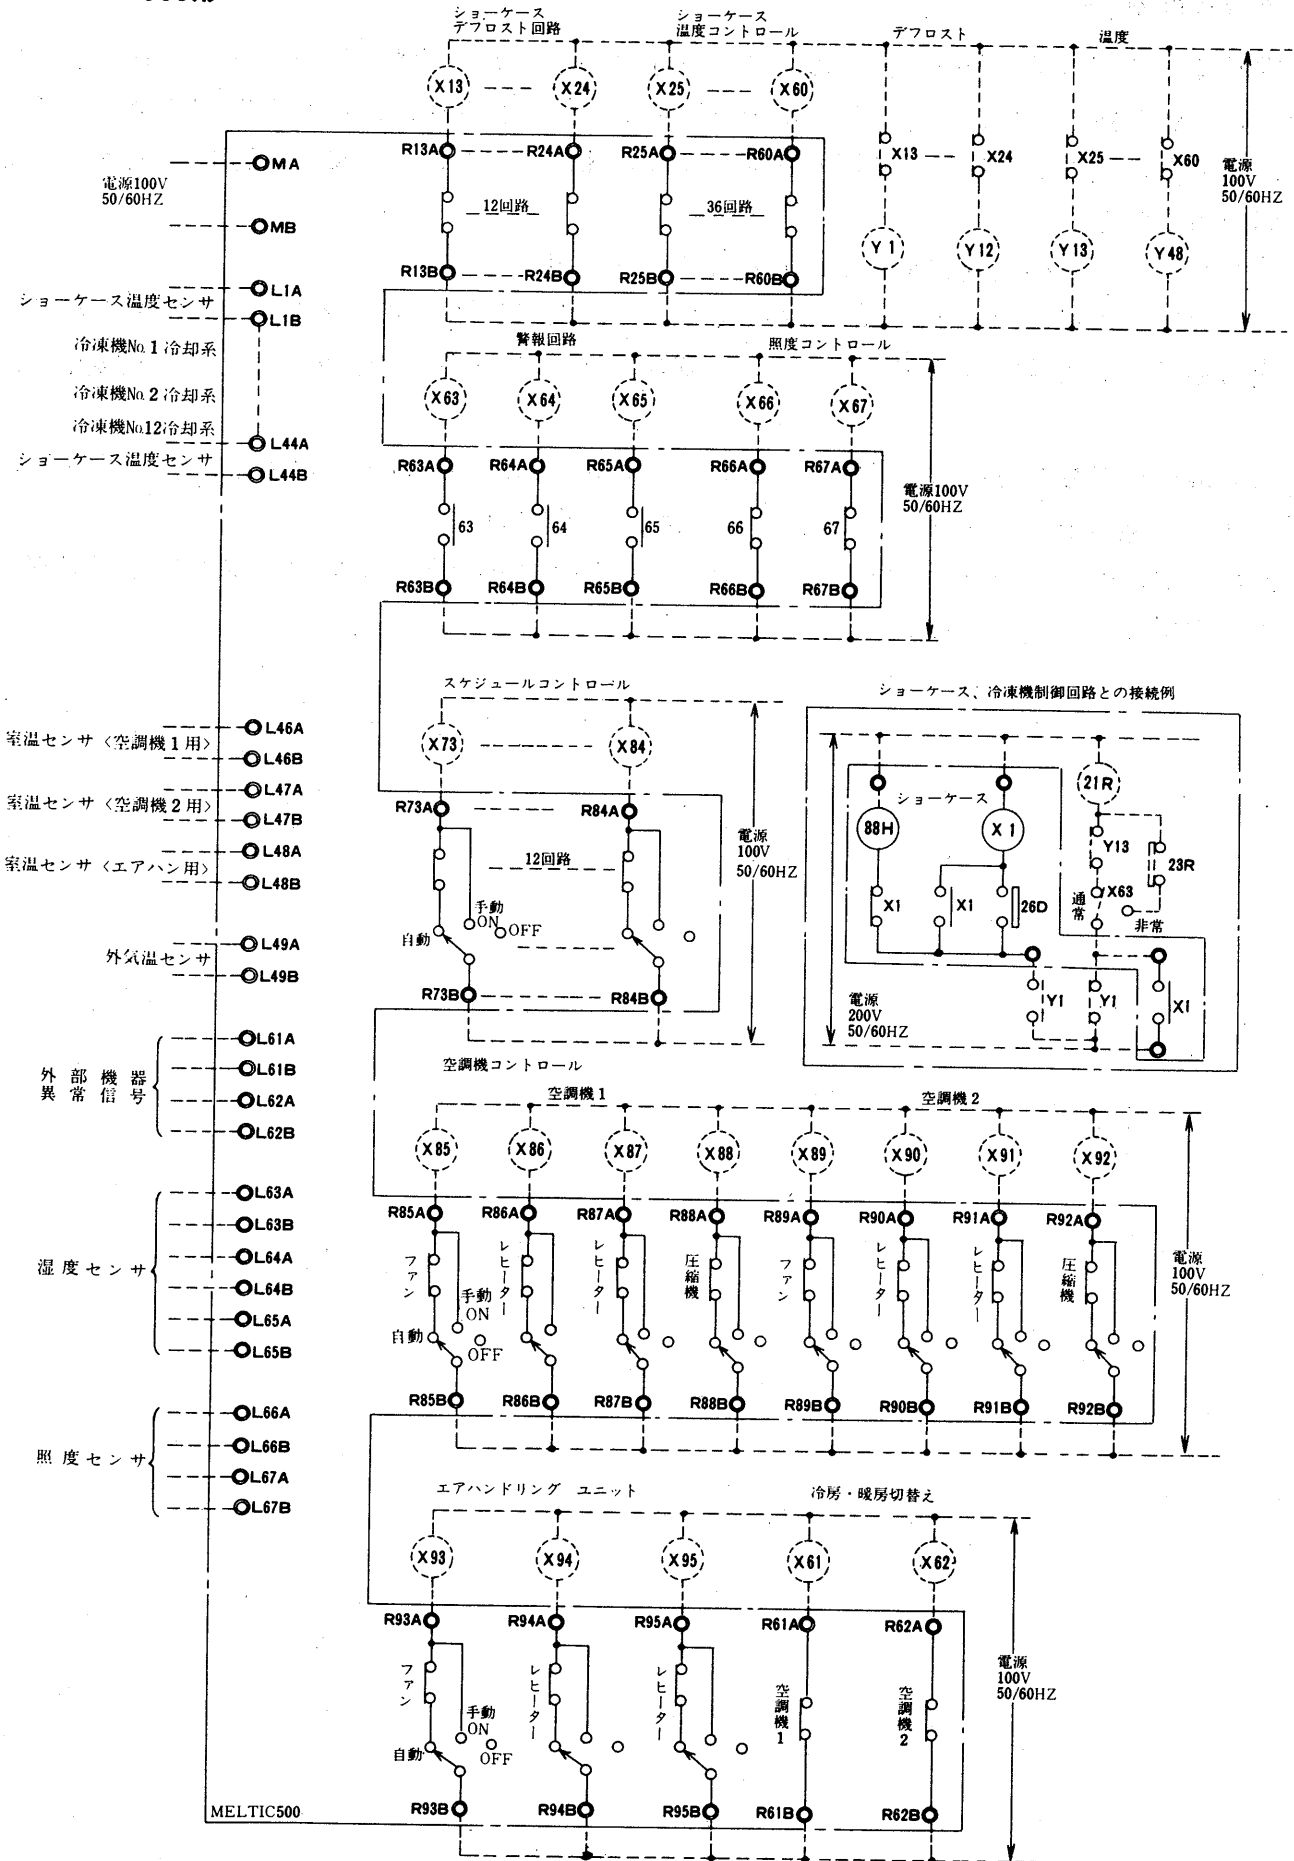 ショーケース
デフロスト回路
ショーケース
温度コントロール
デフロスト
温度
X13
X24
X25
X60
R13A
R24A
R25A
R60A
12回路
36回路
R13B
R24B
R25B
R60B
X13
X24
X25
X60
Y1
Y12
Y13
Y48
電源
100V
50/60HZ
電源100V
50/60HZ
MA
MB
L1A
ショーケース温度センサ
L1B
冷凍機No.1冷却系
冷凍機No.2冷却系
冷凍機No.12冷却系
L44A
ショーケース温度センサ
L44B
警報回路
照度コントロール
X63
X64
X65
X66
X67
R63A
R64A
R65A
R66A
R67A
63
64
65
66
67
R63B
R64B
R65B
R66B
R67B
電源100V
50/60HZ
L46A
室温センサ〈空調機1用〉
L46B
L47A
室温センサ〈空調機2用〉
L47B
L48A
室温センサ〈エアハン用〉
L48B
L49A
外気温センサ
L49B
L61A
外部機器
異常信号
L61B
L62A
L62B
L63A
L63B
L64A
湿度センサ
L64B
L65A
L65B
L66A
L66B
照度センサ
L67A
L67B
スケジュールコントロール
X73
X84
R73A
R84A
12回路
手動
ON
OFF
自動
R73B
R84B
電源
100V
50/60HZ
ショーケース、冷凍機制御回路との接続例
ショーケース
88H
X1
21R
Y13
23R
X63
通常
非常
X1
X1
26D
Y1
Y1
X1
電源
200V
50/60HZ
空調機コントロール
空調機1
空調機2
X85
X86
X87
X88
X89
X90
X91
X92
R85A
R86A
R87A
R88A
R89A
R90A
R91A
R92A
ファン
レヒーター
レヒーター
圧縮機
ファン
レヒーター
レヒーター
圧縮機
手動
ON
自動
OFF
R85B
R86B
R87B
R88B
R89B
R90B
R91B
R92B
電源
100V
50/60HZ
エアハンドリング ユニット
冷房・暖房切替え
X93
X94
X95
X61
X62
R93A
R94A
R95A
R61A
R62A
ファン
レヒーター
レヒーター
空調機1
空調機2
手動
ON
自動
OFF
R93B
R94B
R95B
R61B
R62B
電源
100V
50/60HZ
MELTIC500